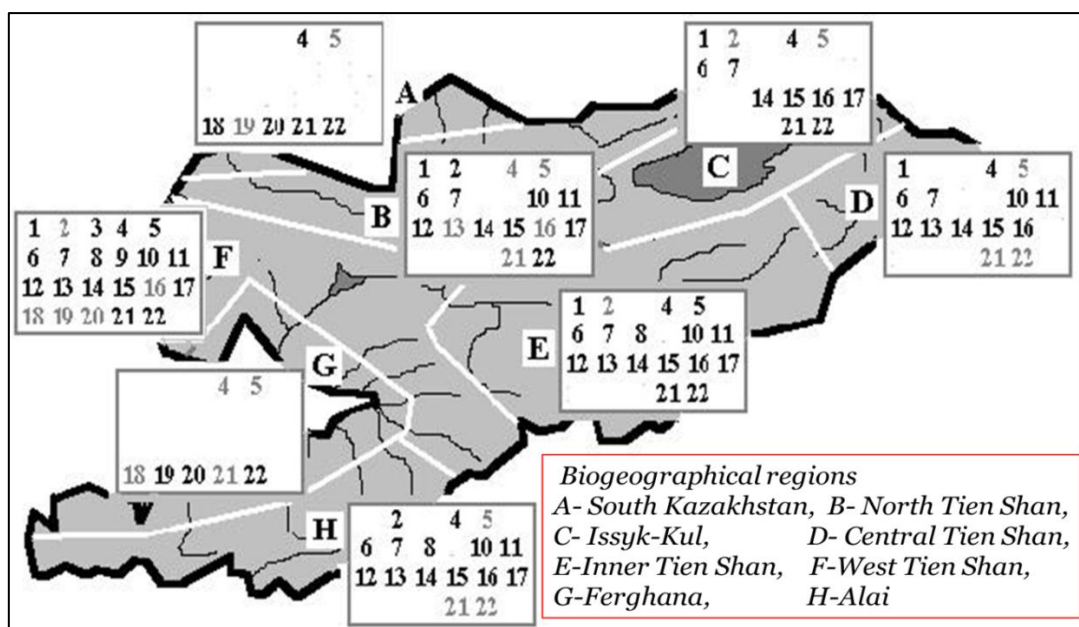 4 5
18 19 20 21 22
A
1 2 4 5
6 7
14 15 16 17
21 22
C
1 2 4 5
6 7 10 11
12 13 14 15 16 17
21 22
B
1 4 5
6 7 10 11
12 13 14 15 16
21 22
D
1 2 3 4 5
6 7 8 9 10 11
12 13 14 15 16 17
18 19 20 21 22
F
1 2 4 5
6 7 8 10 11
12 13 14 15 16 17
21 22
E
G
4 5
18 19 20 21 22
H
2 4 5
6 7 8 10 11
12 13 14 15 16 17
21 22
Biogeographical regions
A- South Kazakhstan, B- North Tien Shan,
C- Issyk-Kul, D- Central Tien Shan,
E-Inner Tien Shan, F-West Tien Shan,
G-Ferghana, H-Alai